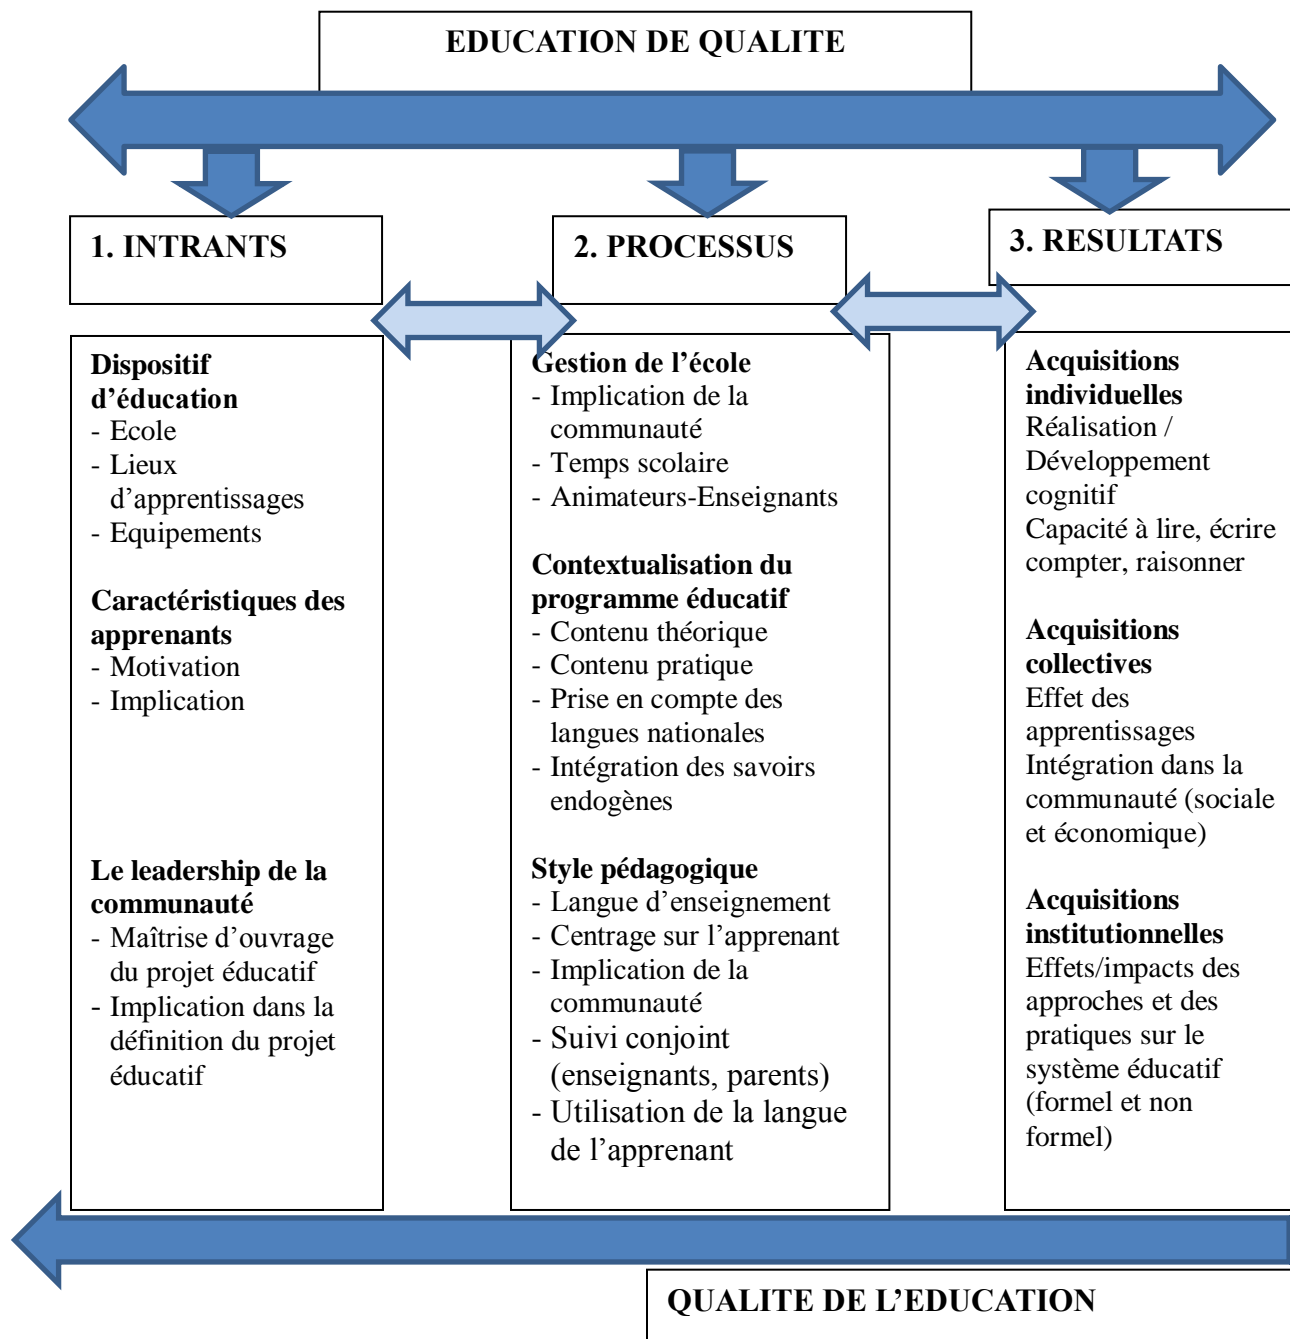 EDUCATION DE QUALITE
1. INTRANTS
2. PROCESSUS
3. RESULTATS
Dispositif
d’éducation
- Ecole
- Lieux
d’apprentissages
- Equipements
Caractéristiques des
apprenants
- Motivation
- Implication
Le leadership de la
communauté
- Maîtrise d’ouvrage
du projet éducatif
- Implication dans la
définition du projet
éducatif
Gestion de l’école
- Implication de la
communauté
- Temps scolaire
- Animateurs-Enseignants
Contextualisation du
programme éducatif
- Contenu théorique
- Contenu pratique
- Prise en compte des
langues nationales
- Intégration des savoirs
endogènes
Style pédagogique
- Langue d’enseignement
- Centrage sur l’apprenant
- Implication de la
communauté
- Suivi conjoint
(enseignants, parents)
- Utilisation de la langue
de l’apprenant
Acquisitions
individuelles
Réalisation /
Développement
cognitif
Capacité à lire, écrire
compter, raisonner
Acquisitions
collectives
Effet des
apprentissages
Intégration dans la
communauté (sociale
et économique)
Acquisitions
institutionnelles
Effets/impacts des
approches et des
pratiques sur le
système éducatif
(formel et non
formel)
QUALITE DE L’EDUCATION